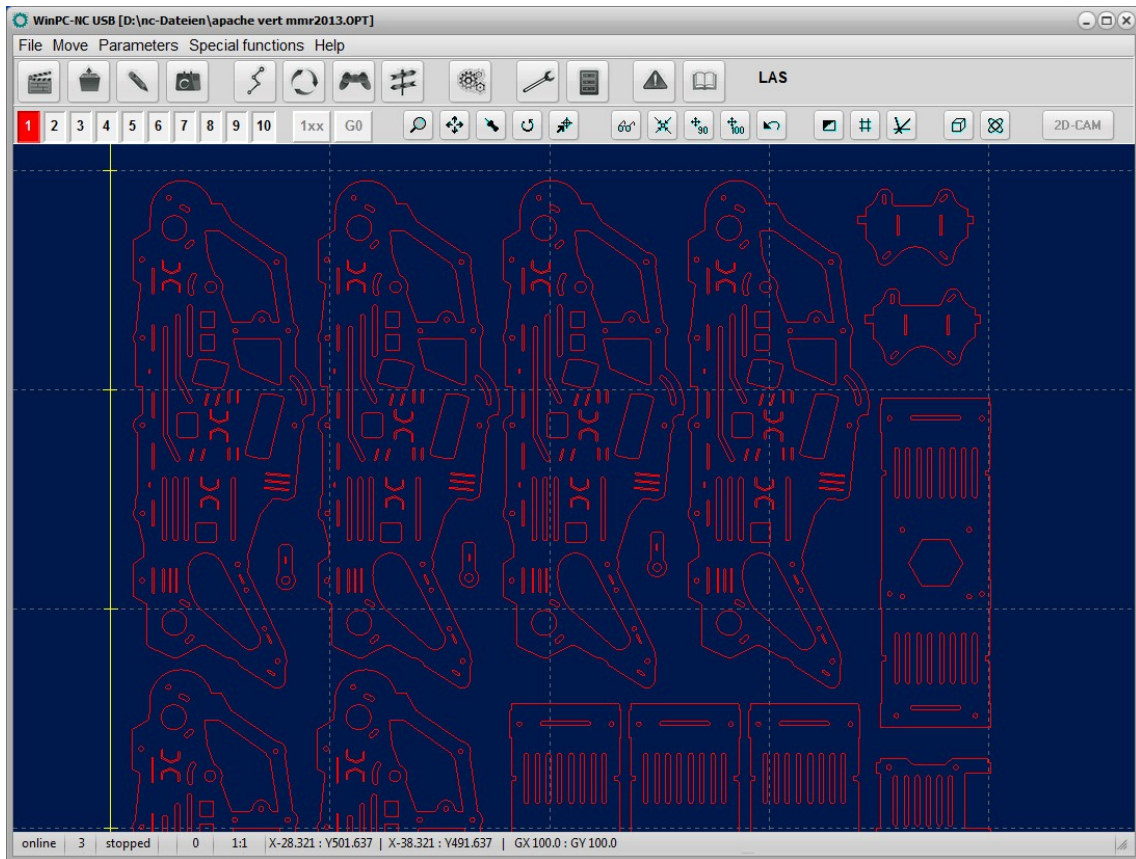 WinPC-NC USB [D:\nc-Dateien\apache vert mmr2013.OPT]
File Move Parameters Special functions Help
LAS
1 2 3 4 5 6 7 8 9 10 1xx G0 90 100 2D-CAM
online 3 stopped 0 1:1 X-28.321 : Y501.637 | X-38.321 : Y491.637 | GX 100.0 : GY 100.0